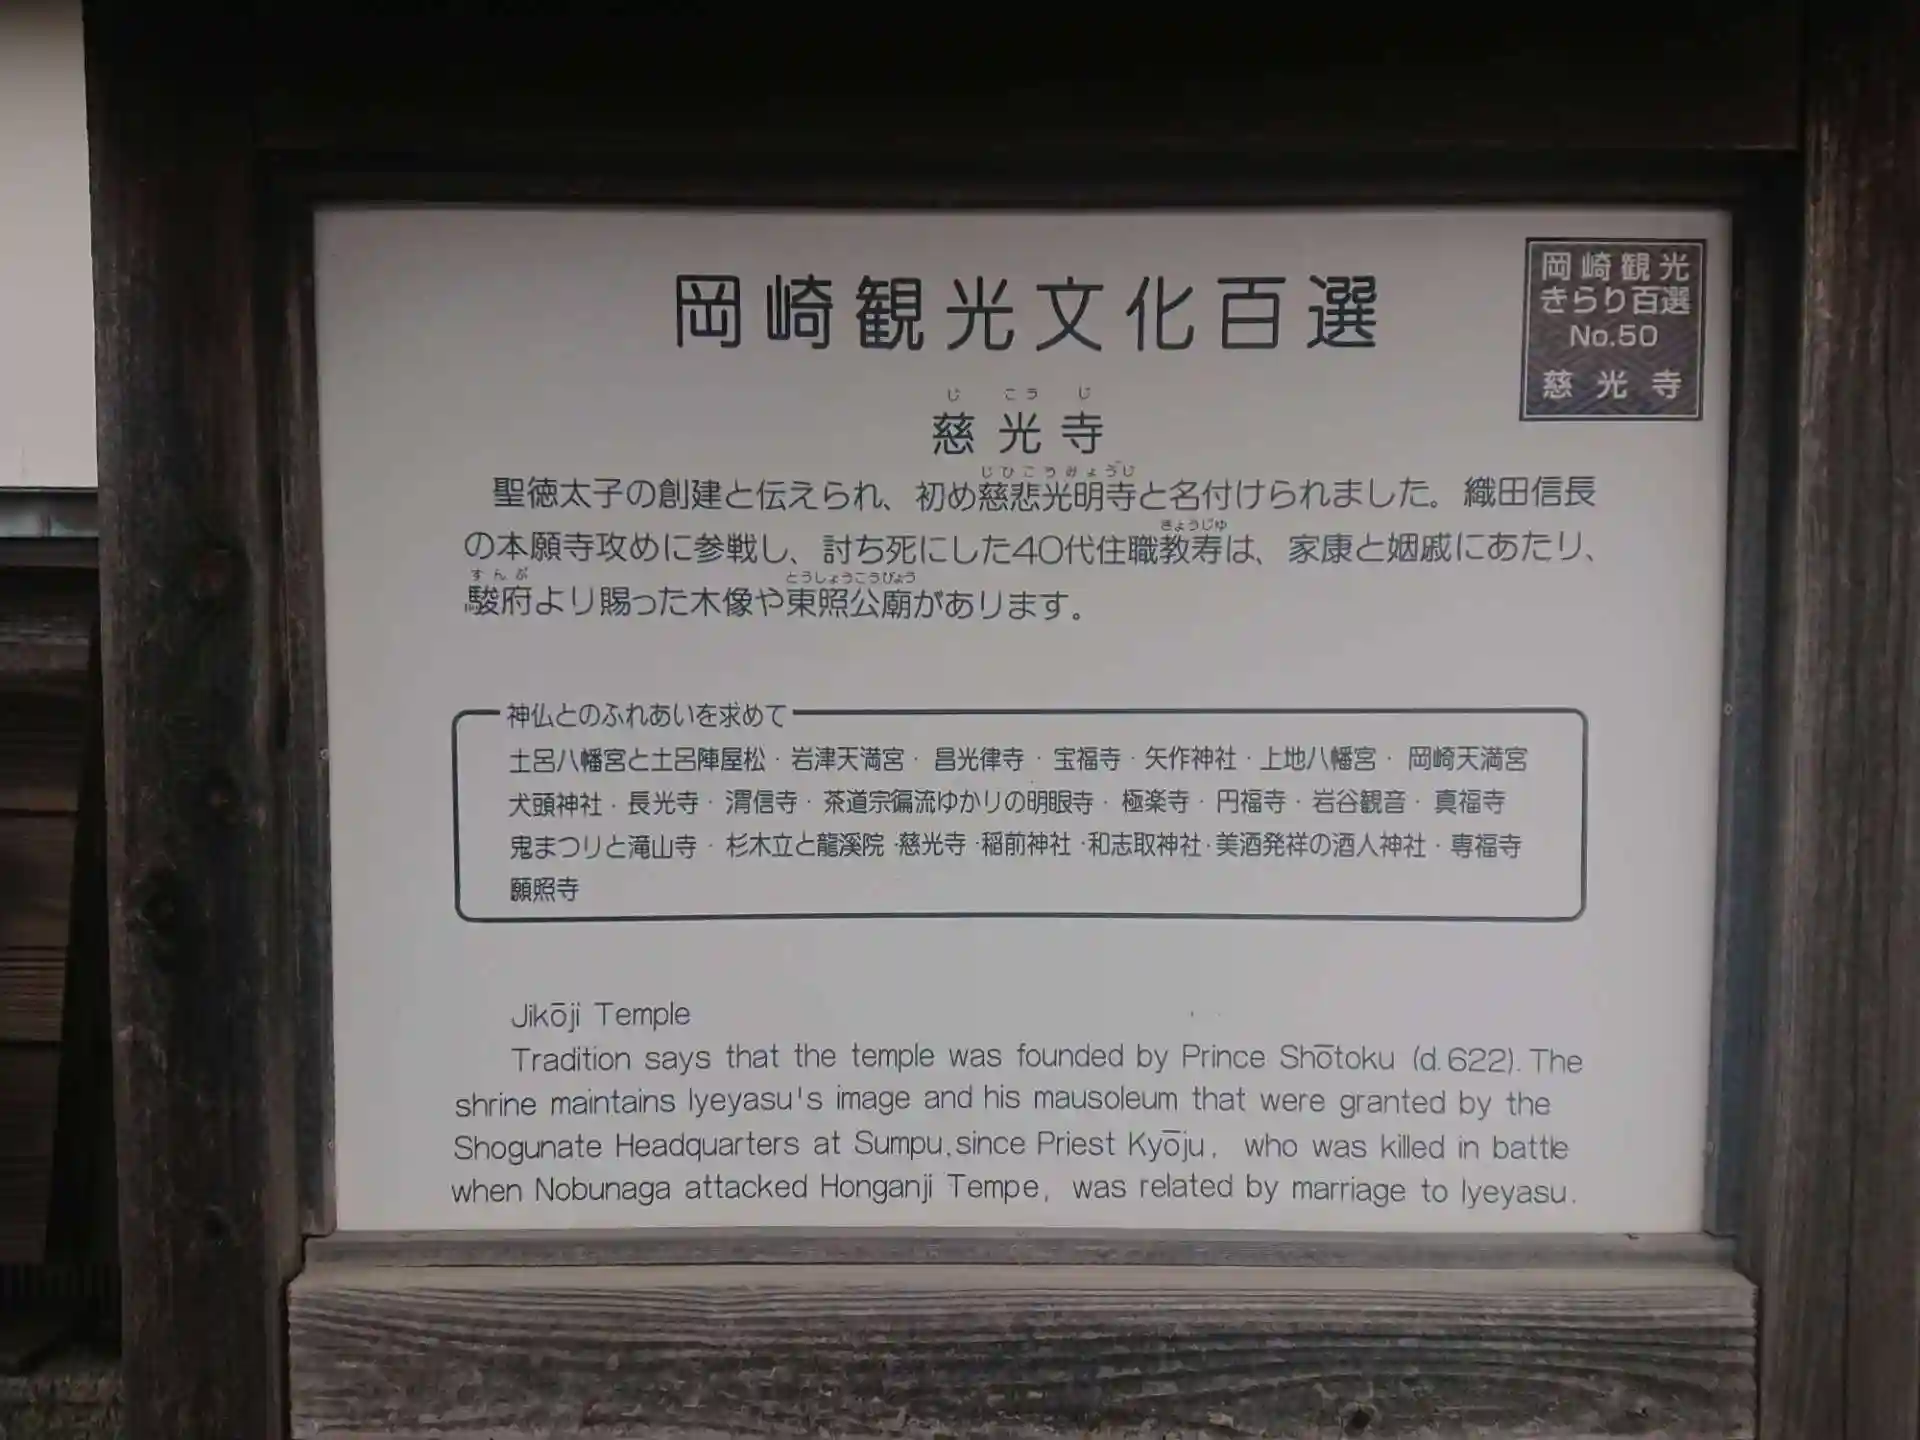 岡崎観光文化百選
岡崎観光
きらり百選
No.50
慈光寺
じこうじ
慈光寺
じひこうみょうじ
聖徳太子の創建と伝えられ、初め慈悲光明寺と名付けられました。織田信長
きょうじゅ
の本願寺攻めに参戦し、討ち死にした40代住職教寿は、家康と姻戚にあたり、
すんぷ とうしょうこうびょう
駿府より賜った木像や東照公廟があります。
神仏とのふれあいを求めて
土呂八幡宮と土呂陣屋松・岩津天満宮・昌光律寺・宝福寺・矢作神社・上地八幡宮・岡崎天満宮
犬頭神社・長光寺・渭信寺・茶道宗徧流ゆかりの明眼寺・極楽寺・円福寺・岩谷観音・真福寺
鬼まつりと滝山寺・杉木立と龍溪院・慈光寺・稲前神社・和志取神社・美酒発祥の酒人神社・専福寺
願照寺
Jikōji Temple
Tradition says that the temple was founded by Prince Shōtoku (d.622). The
shrine maintains Iyeyasu's image and his mausoleum that were granted by the
Shogunate Headquarters at Sumpu, since Priest Kyōju, who was killed in battle
when Nobunaga attacked Honganji Tempe, was related by marriage to Iyeyasu.